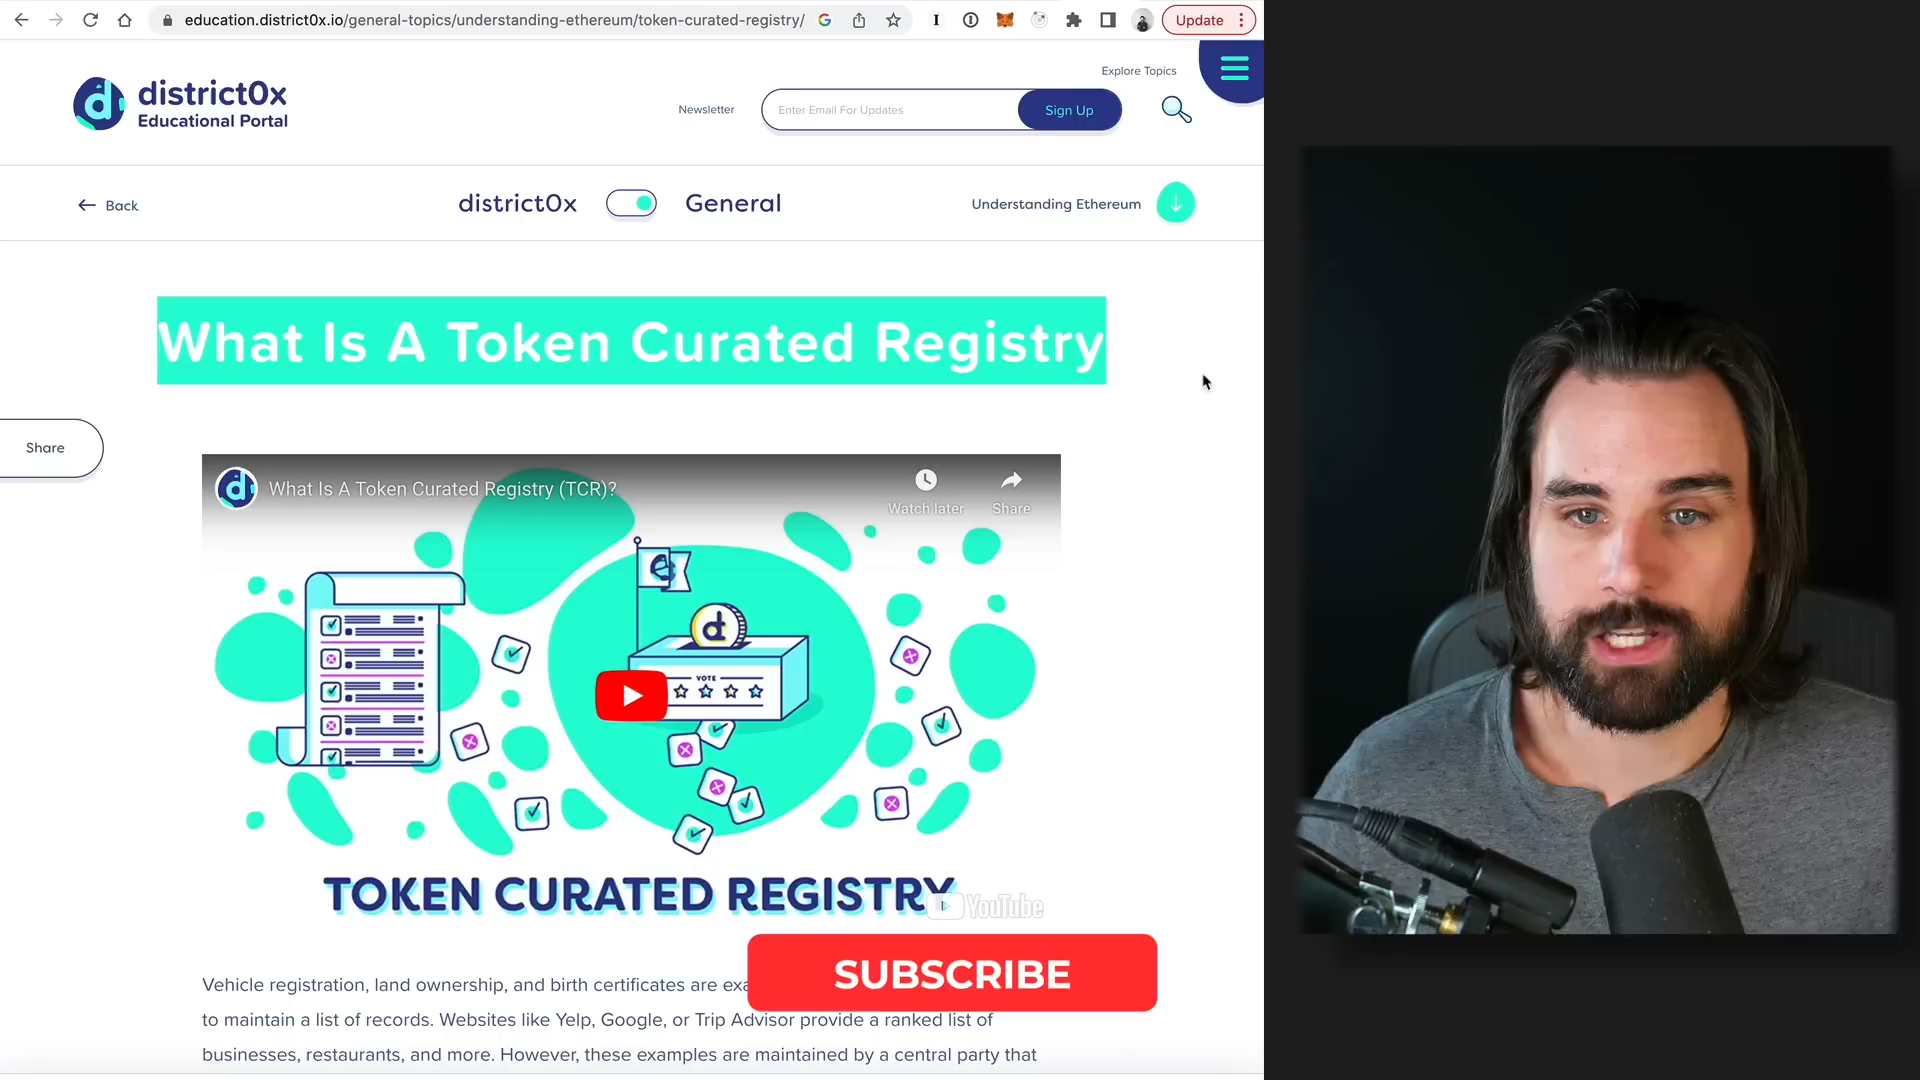 education.district0x.io/general-topics/understanding-ethereum/token-curated-registry/
Update
Explore Topics
district0x
Educational Portal
Newsletter
Enter Email For Updates
Sign Up
Back
district0x
General
Understanding Ethereum
What Is A Token Curated Registry
Share
What Is A Token Curated Registry (TCR)?
Watch later
Share
VOTE
TOKEN CURATED REGISTRY
YouTube
Vehicle registration, land ownership, and birth certificates are
SUBSCRIBE
to maintain a list of records. Websites like Yelp, Google, or Trip Advisor provide a ranked list of
businesses, restaurants, and more. However, these examples are maintained by a central party that